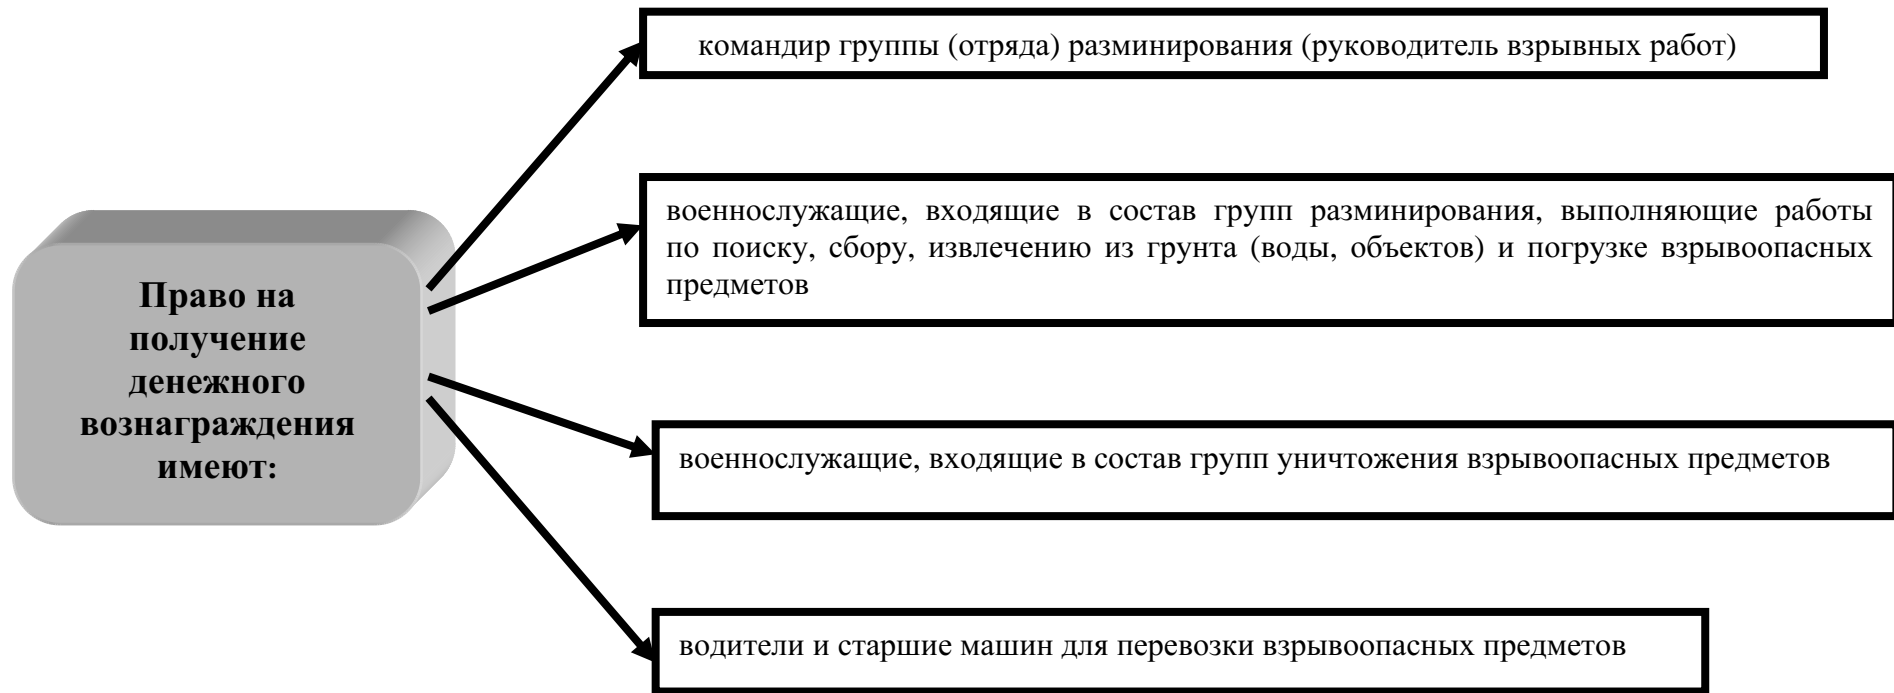 Право на
получение
денежного
вознаграждения
имеют:
командир группы (отряда) разминирования (руководитель взрывных работ)
военнослужащие, входящие в состав групп разминирования, выполняющие работы
по поиску, сбору, извлечению из грунта (воды, объектов) и погрузке взрывоопасных
предметов
военнослужащие, входящие в состав групп уничтожения взрывоопасных предметов
водители и старшие машин для перевозки взрывоопасных предметов